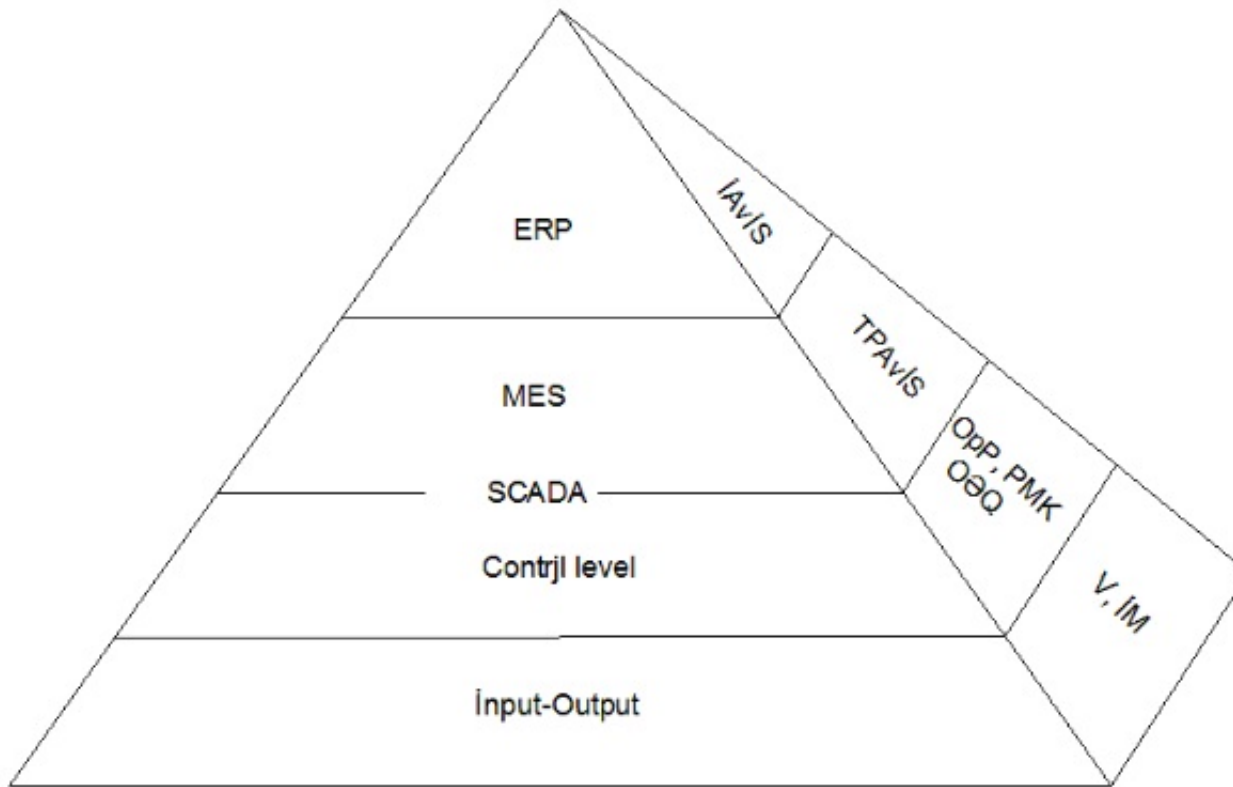 ERP
İAvİS
MES
TPAvİS
SCADA
OpP, PMK
OƏQ
Contrjl level
V, İM
İnput-Output